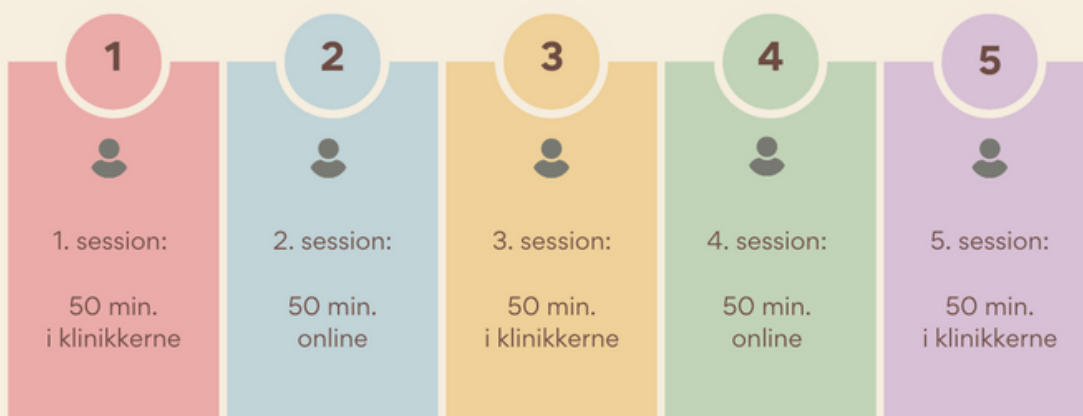 1
1. session:
50 min.
i klinikkerne
2
2. session:
50 min.
online
3
3. session:
50 min.
i klinikkerne
4
4. session:
50 min.
online
5
5. session:
50 min.
i klinikkerne